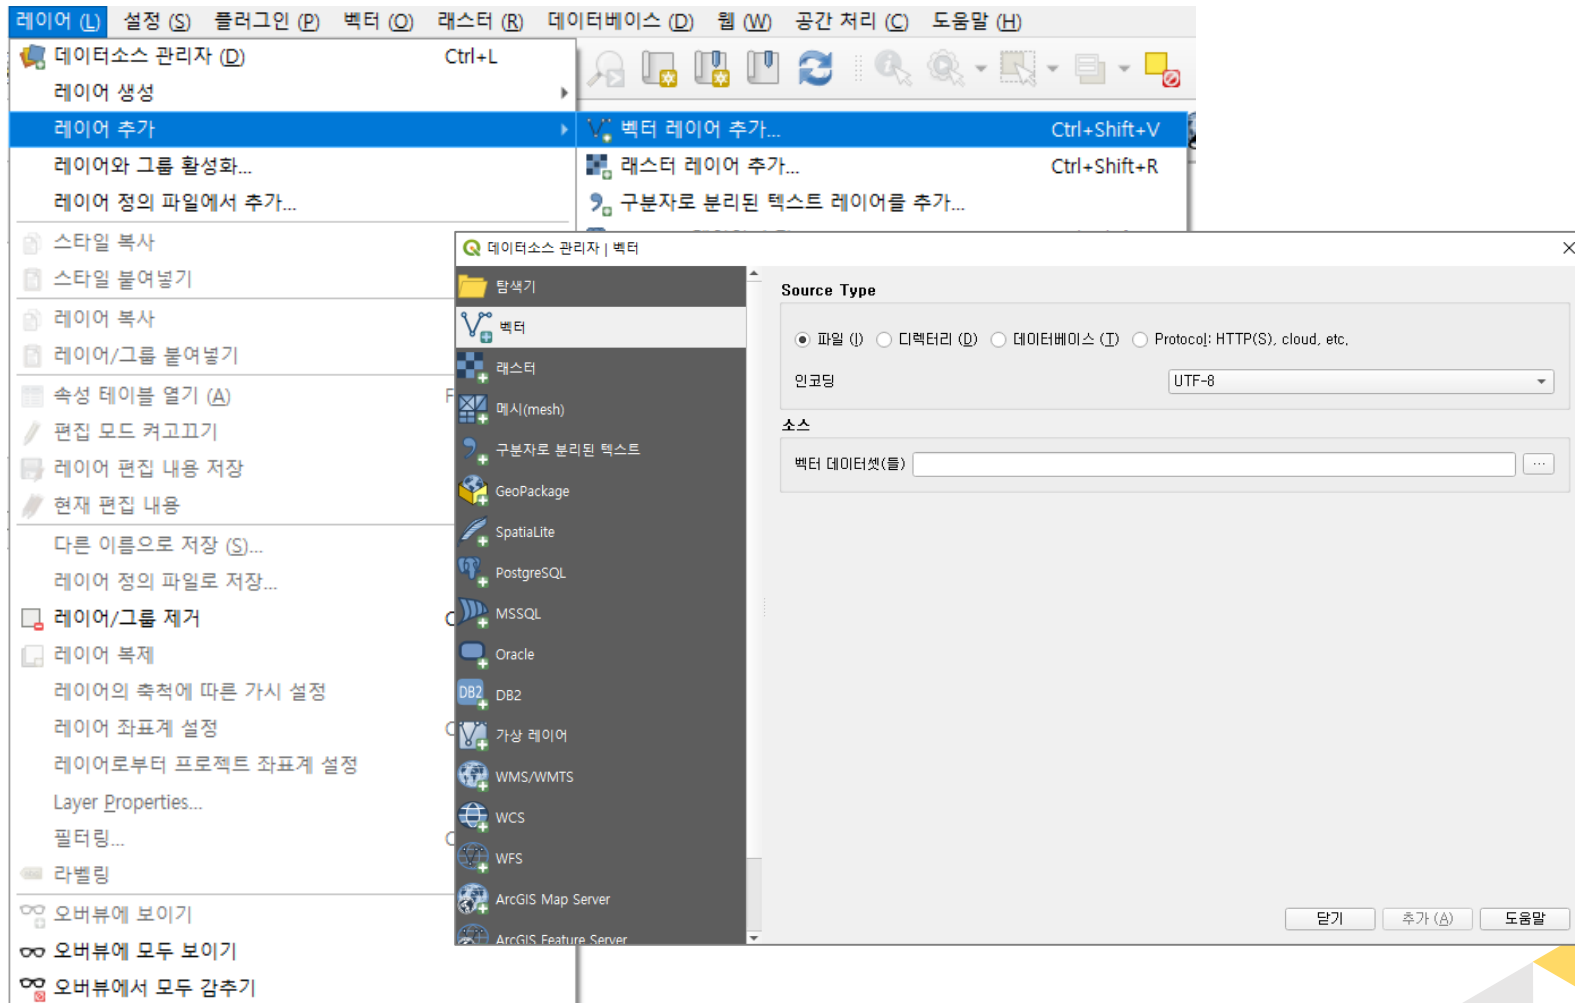 레이어 (L) 설정 (S) 플러그인 (P) 벡터 (O) 래스터 (R) 데이터베이스 (D) 웹 (W) 공간 처리 (C) 도움말 (H)
데이터소스 관리자 (D) Ctrl+L
레이어 생성
레이어 추가
레이어와 그룹 활성화...
레이어 정의 파일에서 추가...
스타일 복사
스타일 붙여넣기
레이어 복사
레이어/그룹 붙여넣기
속성 테이블 열기 (A)
편집 모드 켜고끄기
레이어 편집 내용 저장
현재 편집 내용
다른 이름으로 저장 (S)...
레이어 정의 파일로 저장...
레이어/그룹 제거
레이어 복제
레이어의 축척에 따른 가시 설정
레이어 좌표계 설정
레이어로부터 프로젝트 좌표계 설정
Layer Properties...
필터링...
라벨링
오버뷰에 보이기
오버뷰에 모두 보이기
오버뷰에서 모두 감추기
벡터 레이어 추가... Ctrl+Shift+V
래스터 레이어 추가... Ctrl+Shift+R
구분자로 분리된 텍스트 레이어를 추가...
데이터소스 관리자 | 벡터
탐색기
벡터
래스터
메시(mesh)
구분자로 분리된 텍스트
GeoPackage
SpatiaLite
PostgreSQL
MSSQL
Oracle
DB2 DB2
가상 레이어
WMS/WMTS
WCS
WFS
ArcGIS Map Server
ArcGIS Feature Server
Source Type
파일 (I) 디렉터리 (D) 데이터베이스 (T) Protocol: HTTP(S), cloud, etc.
인코딩 UTF-8
소스
벡터 데이터셋(들) ...
닫기 추가 (A) 도움말